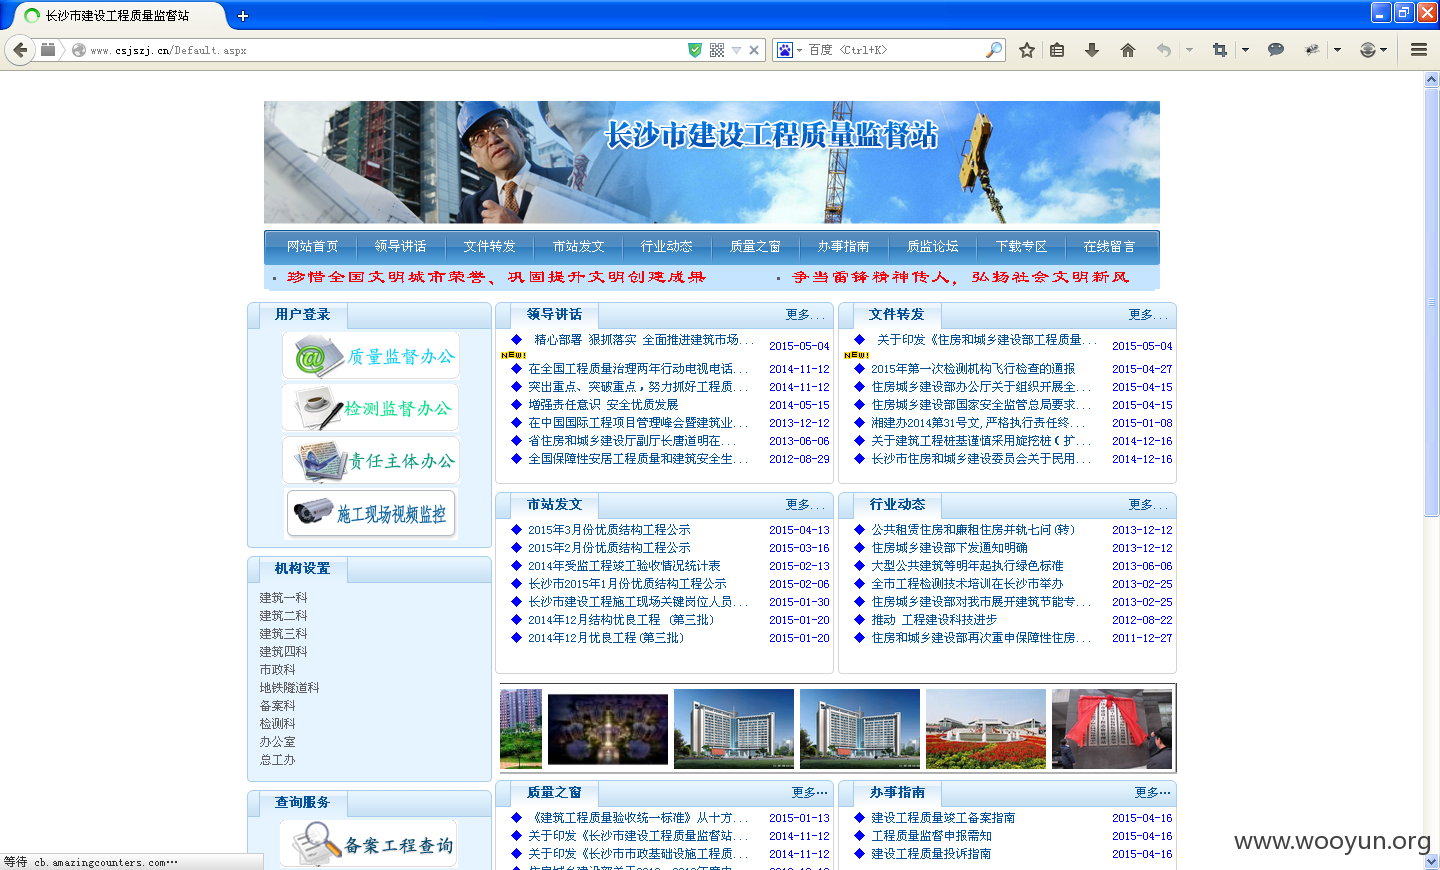 长沙市建设工程质量监督站
www.csjszj.cn/Default.aspx
百度 <Ctrl+K>
长沙市建设工程质量监督站
网站首页 领导讲话 文件转发 市站发文 行业动态 质量之窗 办事指南 质监论坛 下载专区 在线留言
· 珍惜全国文明城市荣誉、巩固提升文明创建成果 · 争当雷锋精神传人，弘扬社会文明新风
用户登录
质量监督办公
检测监督办公
责任主体办公
施工现场视频监控
机构设置
建筑一科
建筑二科
建筑三科
建筑四科
市政科
地铁隧道科
备案科
检测科
办公室
总工办
查询服务
备案工程查询
领导讲话 更多...
精心部署 狠抓落实 全面推进建筑市场... 2015-05-04
NEW!
在全国工程质量治理两年行动电视电话... 2014-11-12
突出重点、突破重点，努力抓好工程质... 2014-11-12
增强责任意识 安全优质发展 2014-05-15
在中国国际工程项目管理峰会暨建筑业... 2013-12-12
省住房和城乡建设厅副厅长唐道明在... 2013-06-06
全国保障性安居工程质量和建筑安全生... 2012-08-29
文件转发 更多...
关于印发《住房和城乡建设部工程质量... 2015-05-04
NEW!
2015年第一次检测机构飞行检查的通报 2015-04-27
住房城乡建设部办公厅关于组织开展全... 2015-04-15
住房城乡建设部国家安全监管总局要求... 2015-04-15
湘建办2014第31号文,严格执行责任终... 2015-01-08
关于建筑工程桩基谨慎采用旋挖桩（扩... 2014-12-16
长沙市住房和城乡建设委员会关于民用... 2014-12-16
市站发文 更多...
2015年3月份优质结构工程公示 2015-04-13
2015年2月份优质结构工程公示 2015-03-16
2014年受监工程竣工验收情况统计表 2015-02-13
长沙市2015年1月份优质结构工程公示 2015-02-06
长沙市建设工程施工现场关键岗位人员... 2015-01-30
2014年12月结构优良工程 (第三批) 2015-01-20
2014年12月优良工程(第三批) 2015-01-20
行业动态 更多...
公共租赁住房和廉租住房并轨七问(转) 2013-12-12
住房城乡建设部下发通知明确 2013-12-12
大型公共建筑等明年起执行绿色标准 2013-06-06
全市工程检测技术培训在长沙市举办 2013-02-25
住房城乡建设部对我市展开建筑节能专... 2013-02-25
推动 工程建设科技进步 2012-08-22
住房和城乡建设部再次重申保障性住房... 2011-12-27
质量之窗 更多…
《建筑工程质量验收统一标准》从十方... 2015-01-13
关于印发《长沙市建设工程质量监督站... 2014-11-12
关于印发《长沙市市政基础设施工程质... 2014-11-12
办事指南 更多…
建设工程质量竣工备案指南 2015-04-16
工程质量监督申报需知 2015-04-16
建设工程质量投诉指南 2015-04-16
等待 cb.amazingcounters.com…
www.wooyun.org